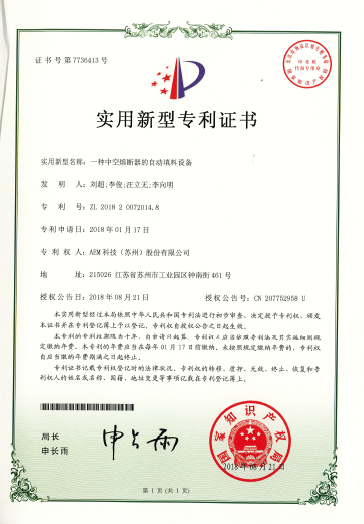 证书号第7736413号
实用新型专利证书
实用新型名称：一种中空熔断器的自动填料设备
发 明 人：刘超;李俊;汪立无;李向明
专 利 号：ZL 2018 2 0072014.8
专利申请日：2018年01月17日
专 利 权 人：AEM科技（苏州）股份有限公司
地 址：215026 江苏省苏州市工业园区钟南街461号
授权公告日：2018年08月21日 授权公告号：CN 207752958 U
本实用新型经过本局依照中华人民共和国专利法进行初步审查，决定授予专利权，颁发
本证书并在专利登记簿上予以登记。专利权自授权公告之日起生效。
本专利的专利权期限为十年，自申请日起算。专利权人应当依照专利法及其实施细则规
定缴纳年费。本专利的年费应当在每年01月17日前缴纳。未按照规定缴纳年费的，专利权
自应当缴纳年费期满之日起终止。
专利证书记载专利权登记时的法律状况。专利权的转移、质押、无效、终止、恢复和专
利权人的姓名或名称、国籍、地址变更等事项记载在专利登记簿上。
局长
申长雨
申长雨
国家知识产权局
2018年08月21日
第1页（共1页）